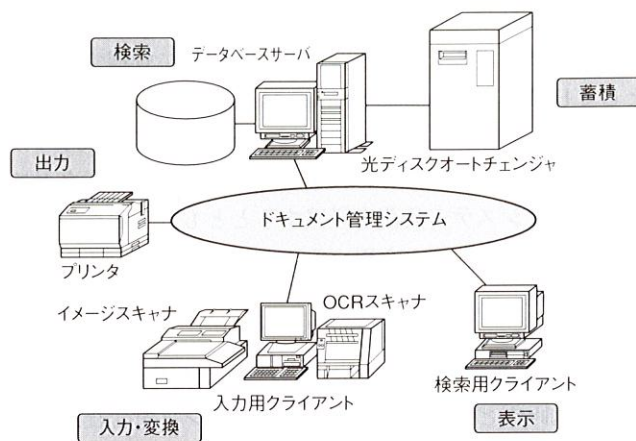 検索
データベースサーバ
蓄積
光ディスクオートチェンジャ
出力
ドキュメント管理システム
プリンタ
イメージスキャナ
OCRスキャナ
入力用クライアント
検索用クライアント
入力・変換
表示